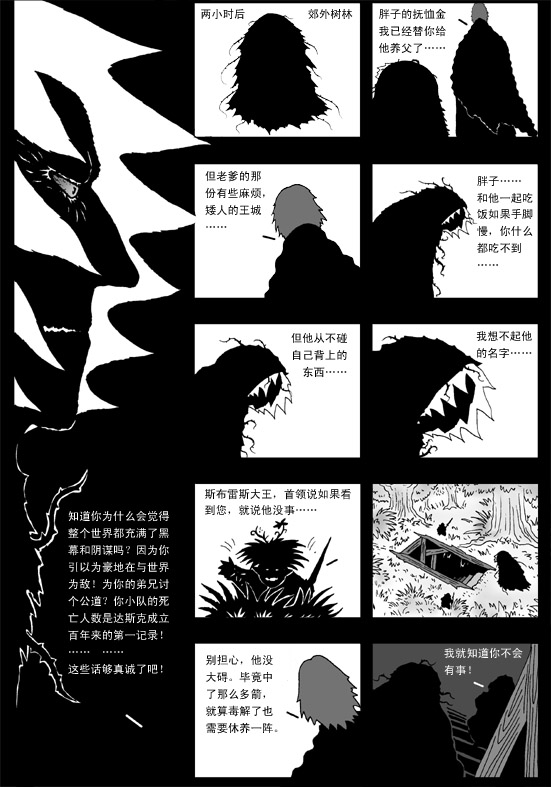 知道你为什么会觉得
整个世界都充满了黑
幕和阴谋吗？因为你
引以为豪地在与世界
为敌！为你的弟兄讨
个公道？你小队的死
亡人数是达斯克成立
百年来的第一记录！
…… ……
这些话够真诚了吧！
两小时后 郊外树林
胖子的抚恤金
我已经替你给
他养父了……
但老爹的那
份有些麻烦，
矮人的王城
……
胖子……
和他一起吃
饭如果手脚
慢，你什么
都吃不到
……
但他从不碰
自己背上的
东西……
我想不起他
的名字……
斯布雷斯大王，首领说如果看
到您，就说他没事……
别担心，他没
大碍。毕竟中
了那么多箭，
就算毒解了也
需要休养一阵。
我就知道你不会
有事！